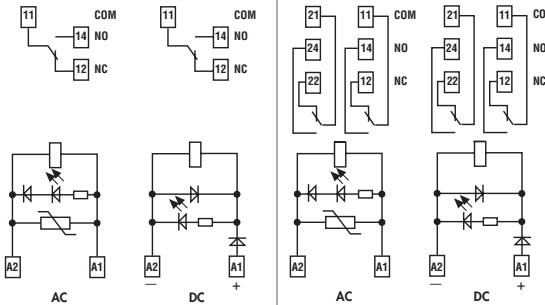 11 COM 11 COM 21 11 COM 21 11 COM
14 NO 14 NO 24 14 NO 24 14 NO
12 NC 12 NC 22 12 NC 22 12 NC
A2 A1 A2 A1 A2 A1 A2 A1
— + — +
AC DC AC DC